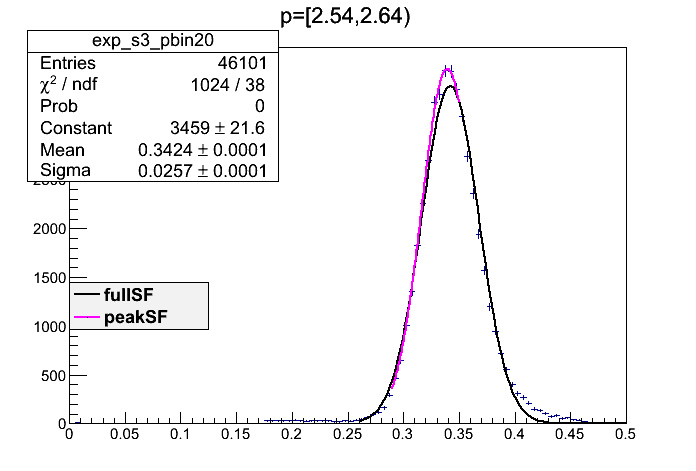 p=[2.54,2.64)
exp_s3_pbin20
Entries 46101
χ² / ndf 1024 / 38
Prob 0
Constant 3459 ± 21.6
Mean 0.3424 ± 0.0001
Sigma 0.0257 ± 0.0001
2500
2000
1500
fullSF
peakSF
1000
500
0
0 0.05 0.1 0.15 0.2 0.25 0.3 0.35 0.4 0.45 0.5